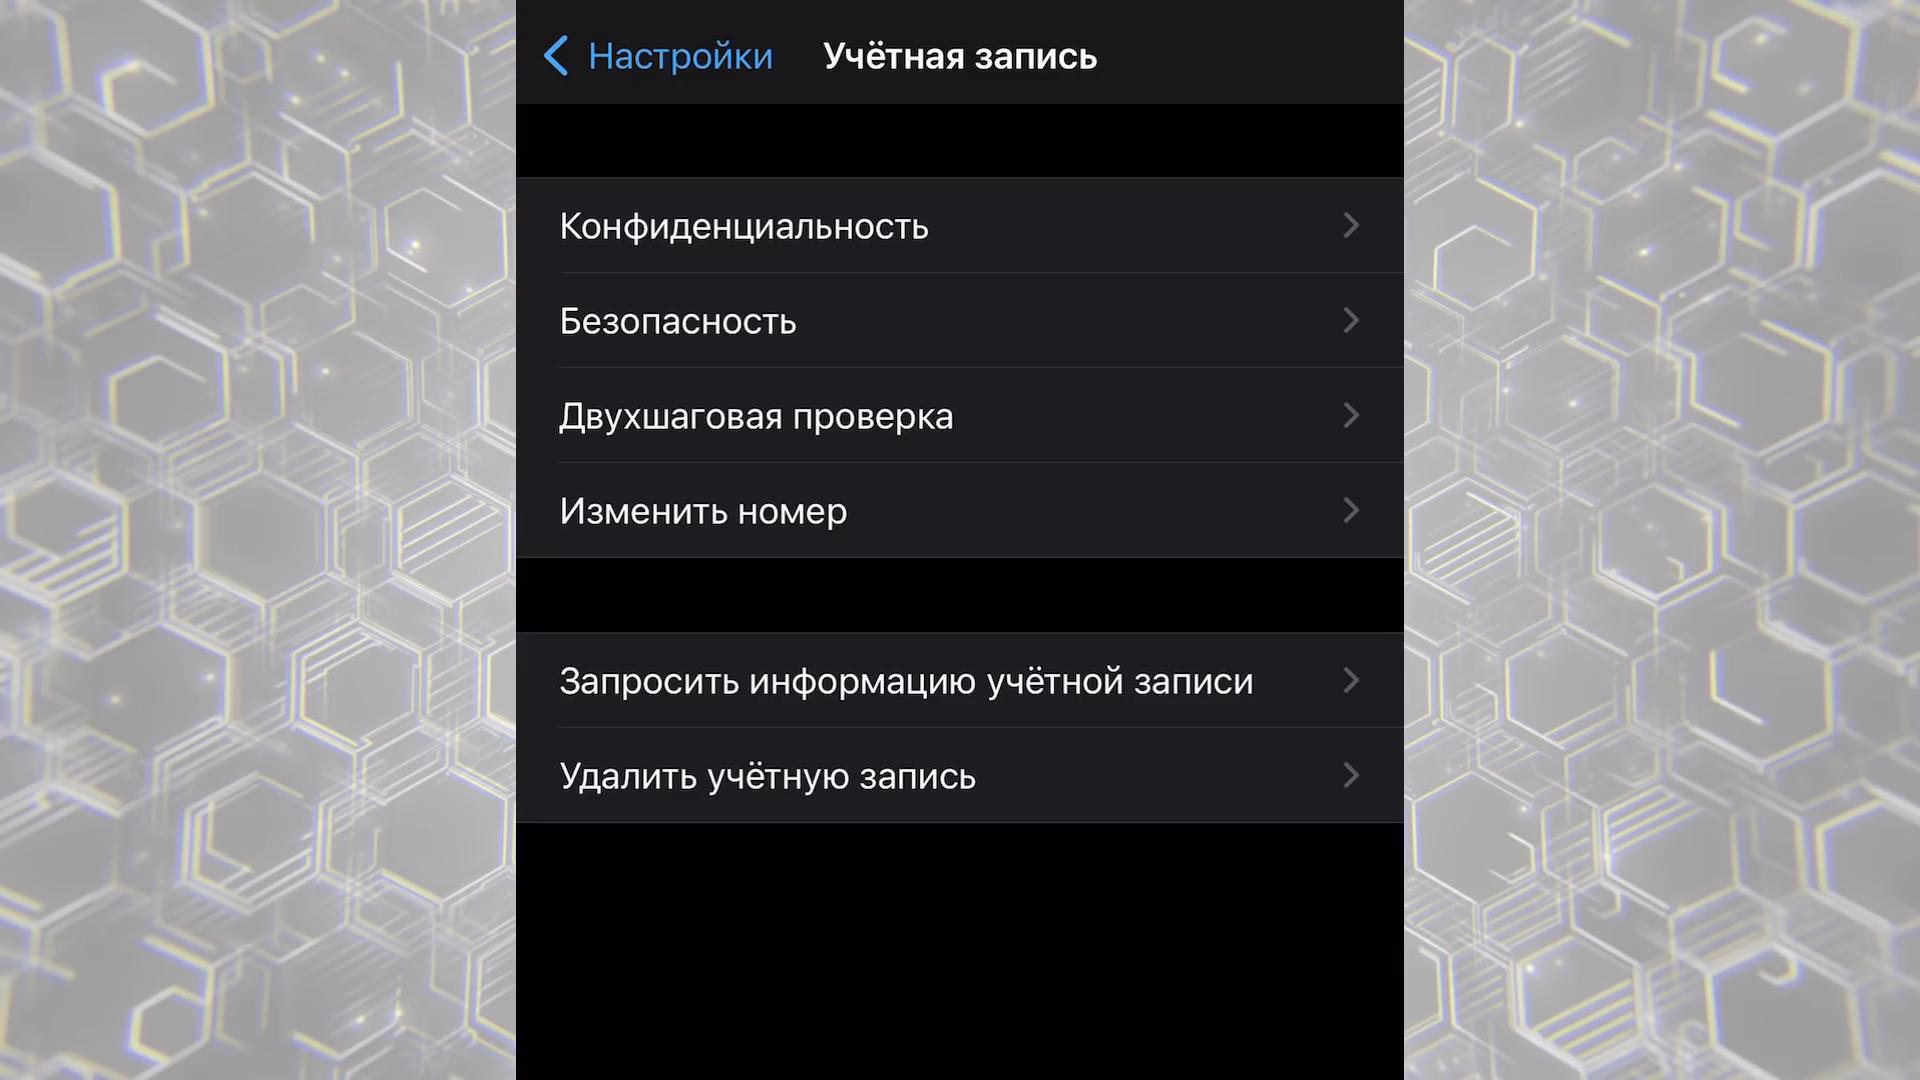 Настройки Учётная запись
Конфиденциальность
Безопасность
Двухшаговая проверка
Изменить номер
Запросить информацию учётной записи
Удалить учётную запись